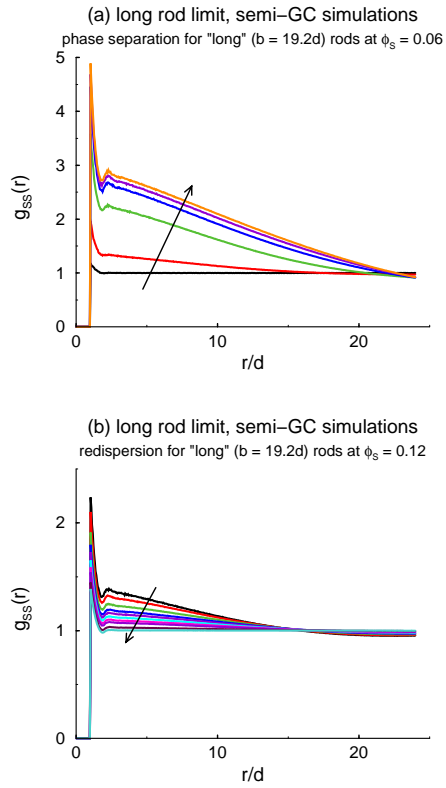 (a) long rod limit, semi−GC simulations
phase separation for "long" (b = 19.2d) rods at ϕS = 0.06
5
4
3
2
1
0
gSS(r)
0
10
20
r/d
(b) long rod limit, semi−GC simulations
redispersion for "long" (b = 19.2d) rods at ϕS = 0.12
2
1
0
gSS(r)
0
10
20
r/d